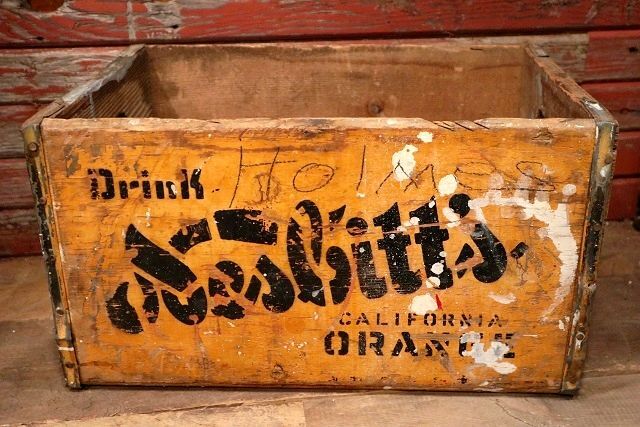 Holmes
Drink
Nesbitt's.
CALIFORNIA
ORANGE